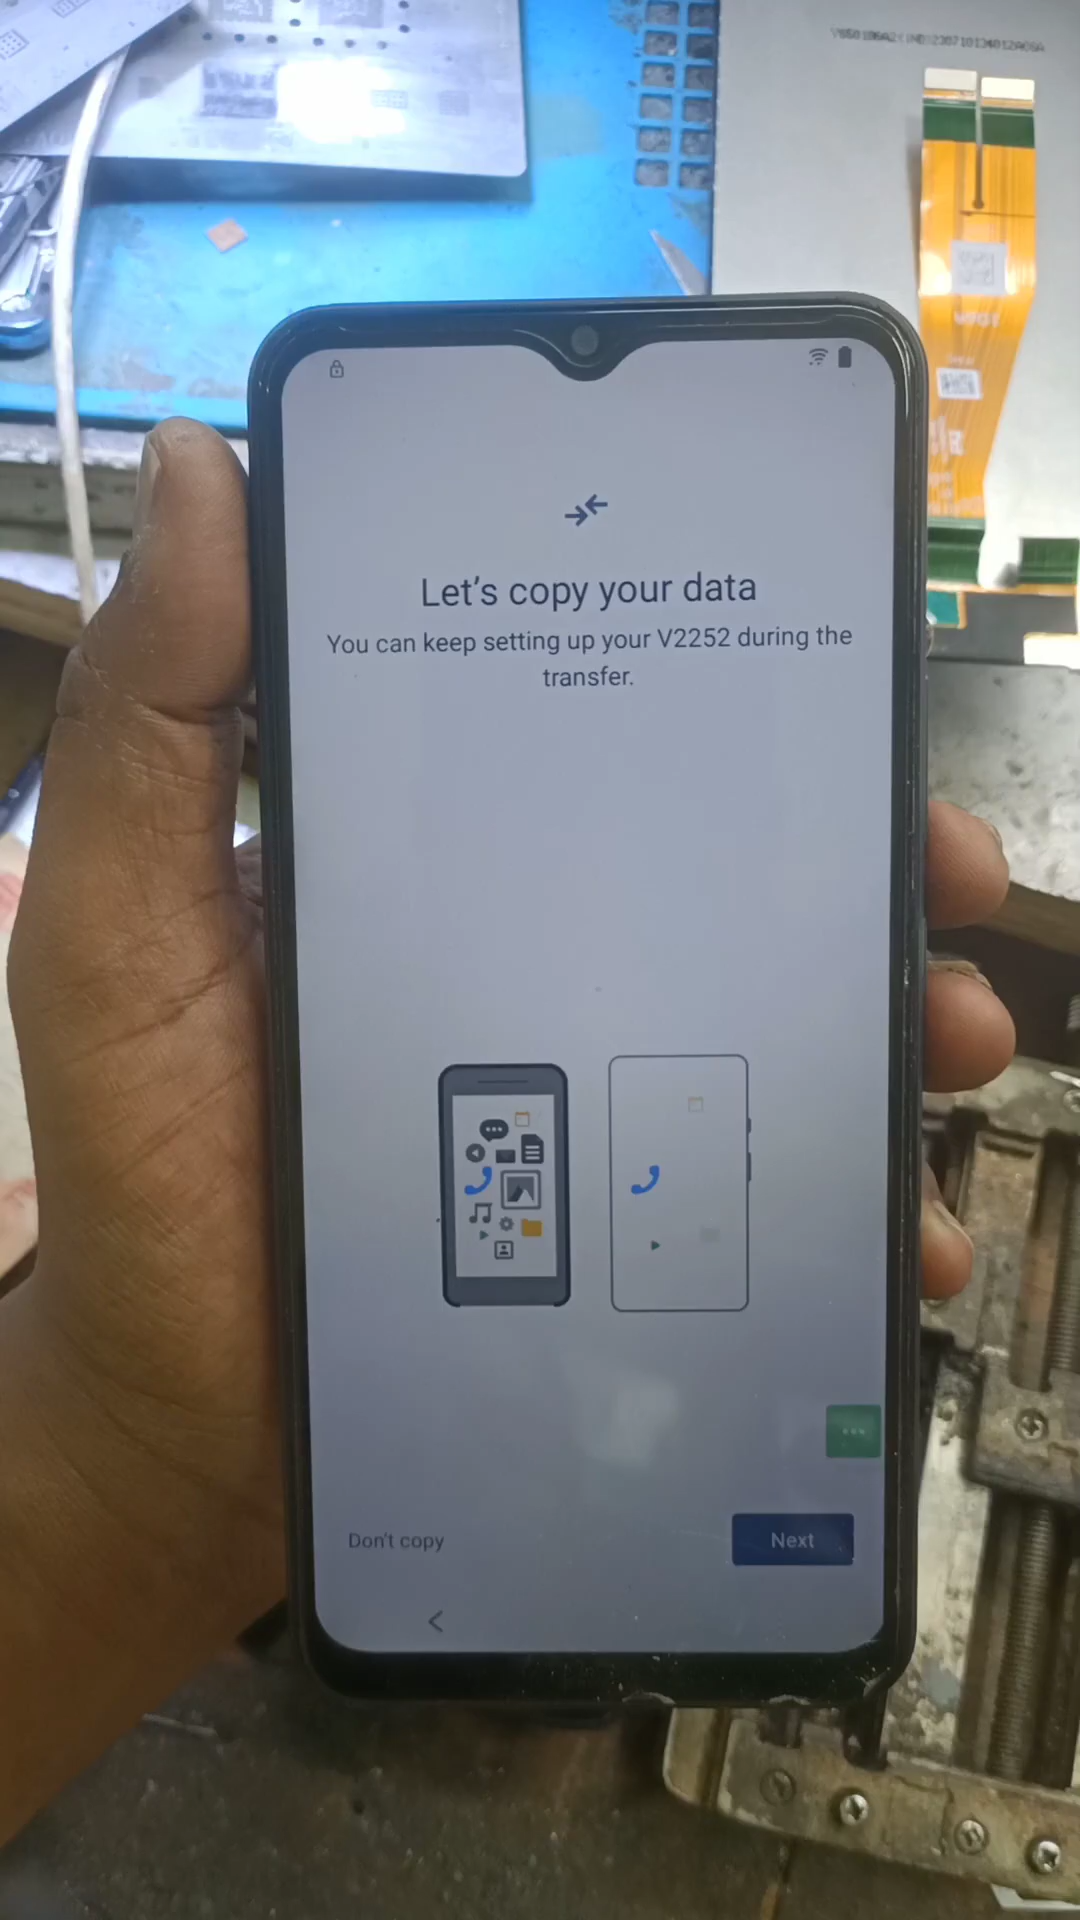 Let's copy your data
You can keep setting up your V2252 during the
transfer.
Don't copy
Next